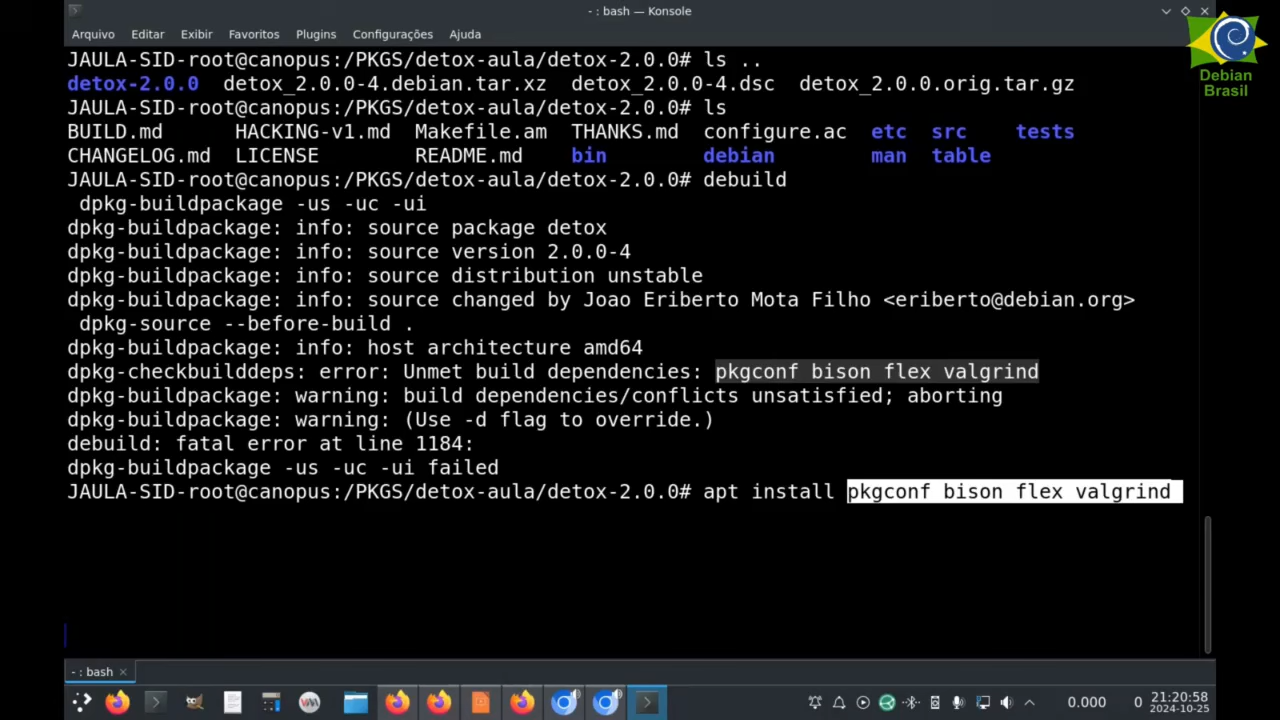 - : bash — Konsole
Arquivo Editar Exibir Favoritos Plugins Configurações Ajuda
Debian
Brasil
JAULA-SID-root@canopus:/PKGS/detox-aula/detox-2.0.0# ls ..
detox-2.0.0 detox_2.0.0-4.debian.tar.xz detox_2.0.0-4.dsc detox_2.0.0.orig.tar.gz
JAULA-SID-root@canopus:/PKGS/detox-aula/detox-2.0.0# ls
BUILD.md HACKING-v1.md Makefile.am THANKS.md configure.ac etc src tests
CHANGELOG.md LICENSE README.md bin debian man table
JAULA-SID-root@canopus:/PKGS/detox-aula/detox-2.0.0# debuild
dpkg-buildpackage -us -uc -ui
dpkg-buildpackage: info: source package detox
dpkg-buildpackage: info: source version 2.0.0-4
dpkg-buildpackage: info: source distribution unstable
dpkg-buildpackage: info: source changed by Joao Eriberto Mota Filho <eriberto@debian.org>
dpkg-source --before-build .
dpkg-buildpackage: info: host architecture amd64
dpkg-checkbuilddeps: error: Unmet build dependencies: pkgconf bison flex valgrind
dpkg-buildpackage: warning: build dependencies/conflicts unsatisfied; aborting
dpkg-buildpackage: warning: (Use -d flag to override.)
debuild: fatal error at line 1184:
dpkg-buildpackage -us -uc -ui failed
JAULA-SID-root@canopus:/PKGS/detox-aula/detox-2.0.0# apt install pkgconf bison flex valgrind
- : bash
0.000 0 21:20:58
2024-10-25